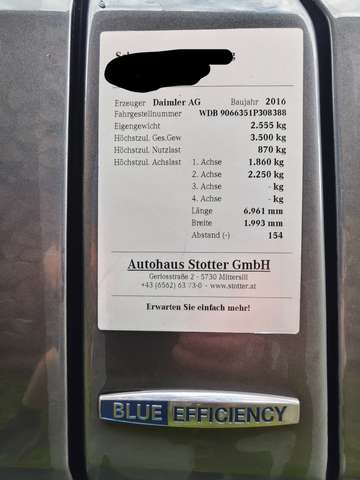 Erzeuger Daimler AG Baujahr 2016
Fahrgestellnummer WDB 9066351P308388
Eigengewicht 2.555 kg
Höchstzul. Ges.Gew 3.500 kg
Höchstzul. Nutzlast 870 kg
Höchstzul. Achslast 1. Achse 1.860 kg
2. Achse 2.250 kg
3. Achse - kg
4. Achse - kg
Länge 6.961 mm
Breite 1.993 mm
Abstand (-) 154
Autohaus Stotter GmbH
Gerlosstraße 2 - 5730 Mittersill
+43 (6562) 63 73-0 - www.stotter.at
Erwarten Sie einfach mehr!
BLUE EFFICIENCY